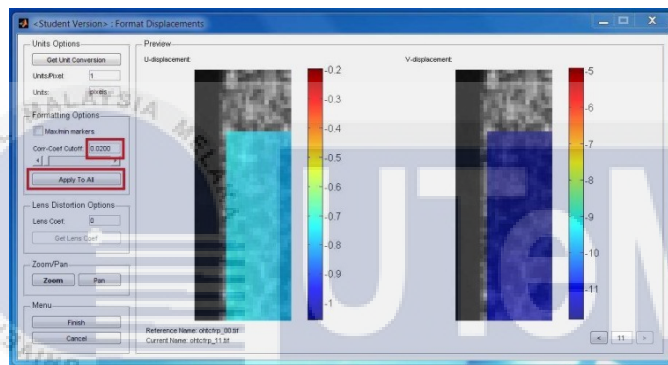 <Student Version> : Format Displacements
Units Options
Get Unit Conversion
Units/Pixel: 1
Units: pixels
Formatting Options
Max/min markers
Corr-Coef Cutoff: 0.0200
Apply To All
Lens Distortion Options
Lens Coef: 0
Get Lens Coef
Zoom/Pan
Zoom
Pan
Menu
Finish
Cancel
Preview
U-displacement:
-0.2
-0.3
-0.4
-0.5
-0.6
-0.7
-0.8
-0.9
-1
V-displacement:
-5
-6
-7
-8
-9
-10
-11
Reference Name: ohtcfrp_00.tif
Current Name: ohtcfrp_11.tif
< 11 >
UTeM
MALAYSIA